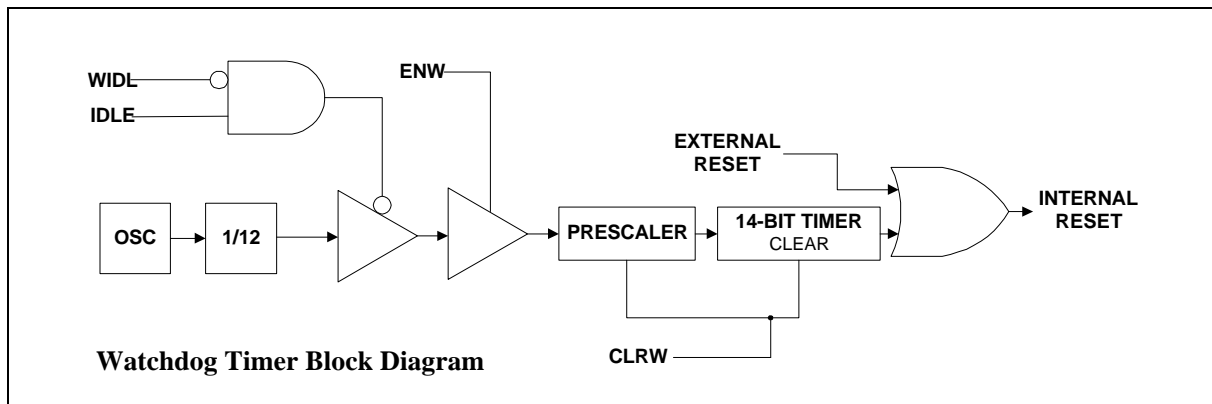 WIDL
IDLE
ENW
EXTERNAL
RESET
INTERNAL
RESET
OSC
1/12
PRESCALER
14-BIT TIMER
CLEAR
CLRW
Watchdog Timer Block Diagram